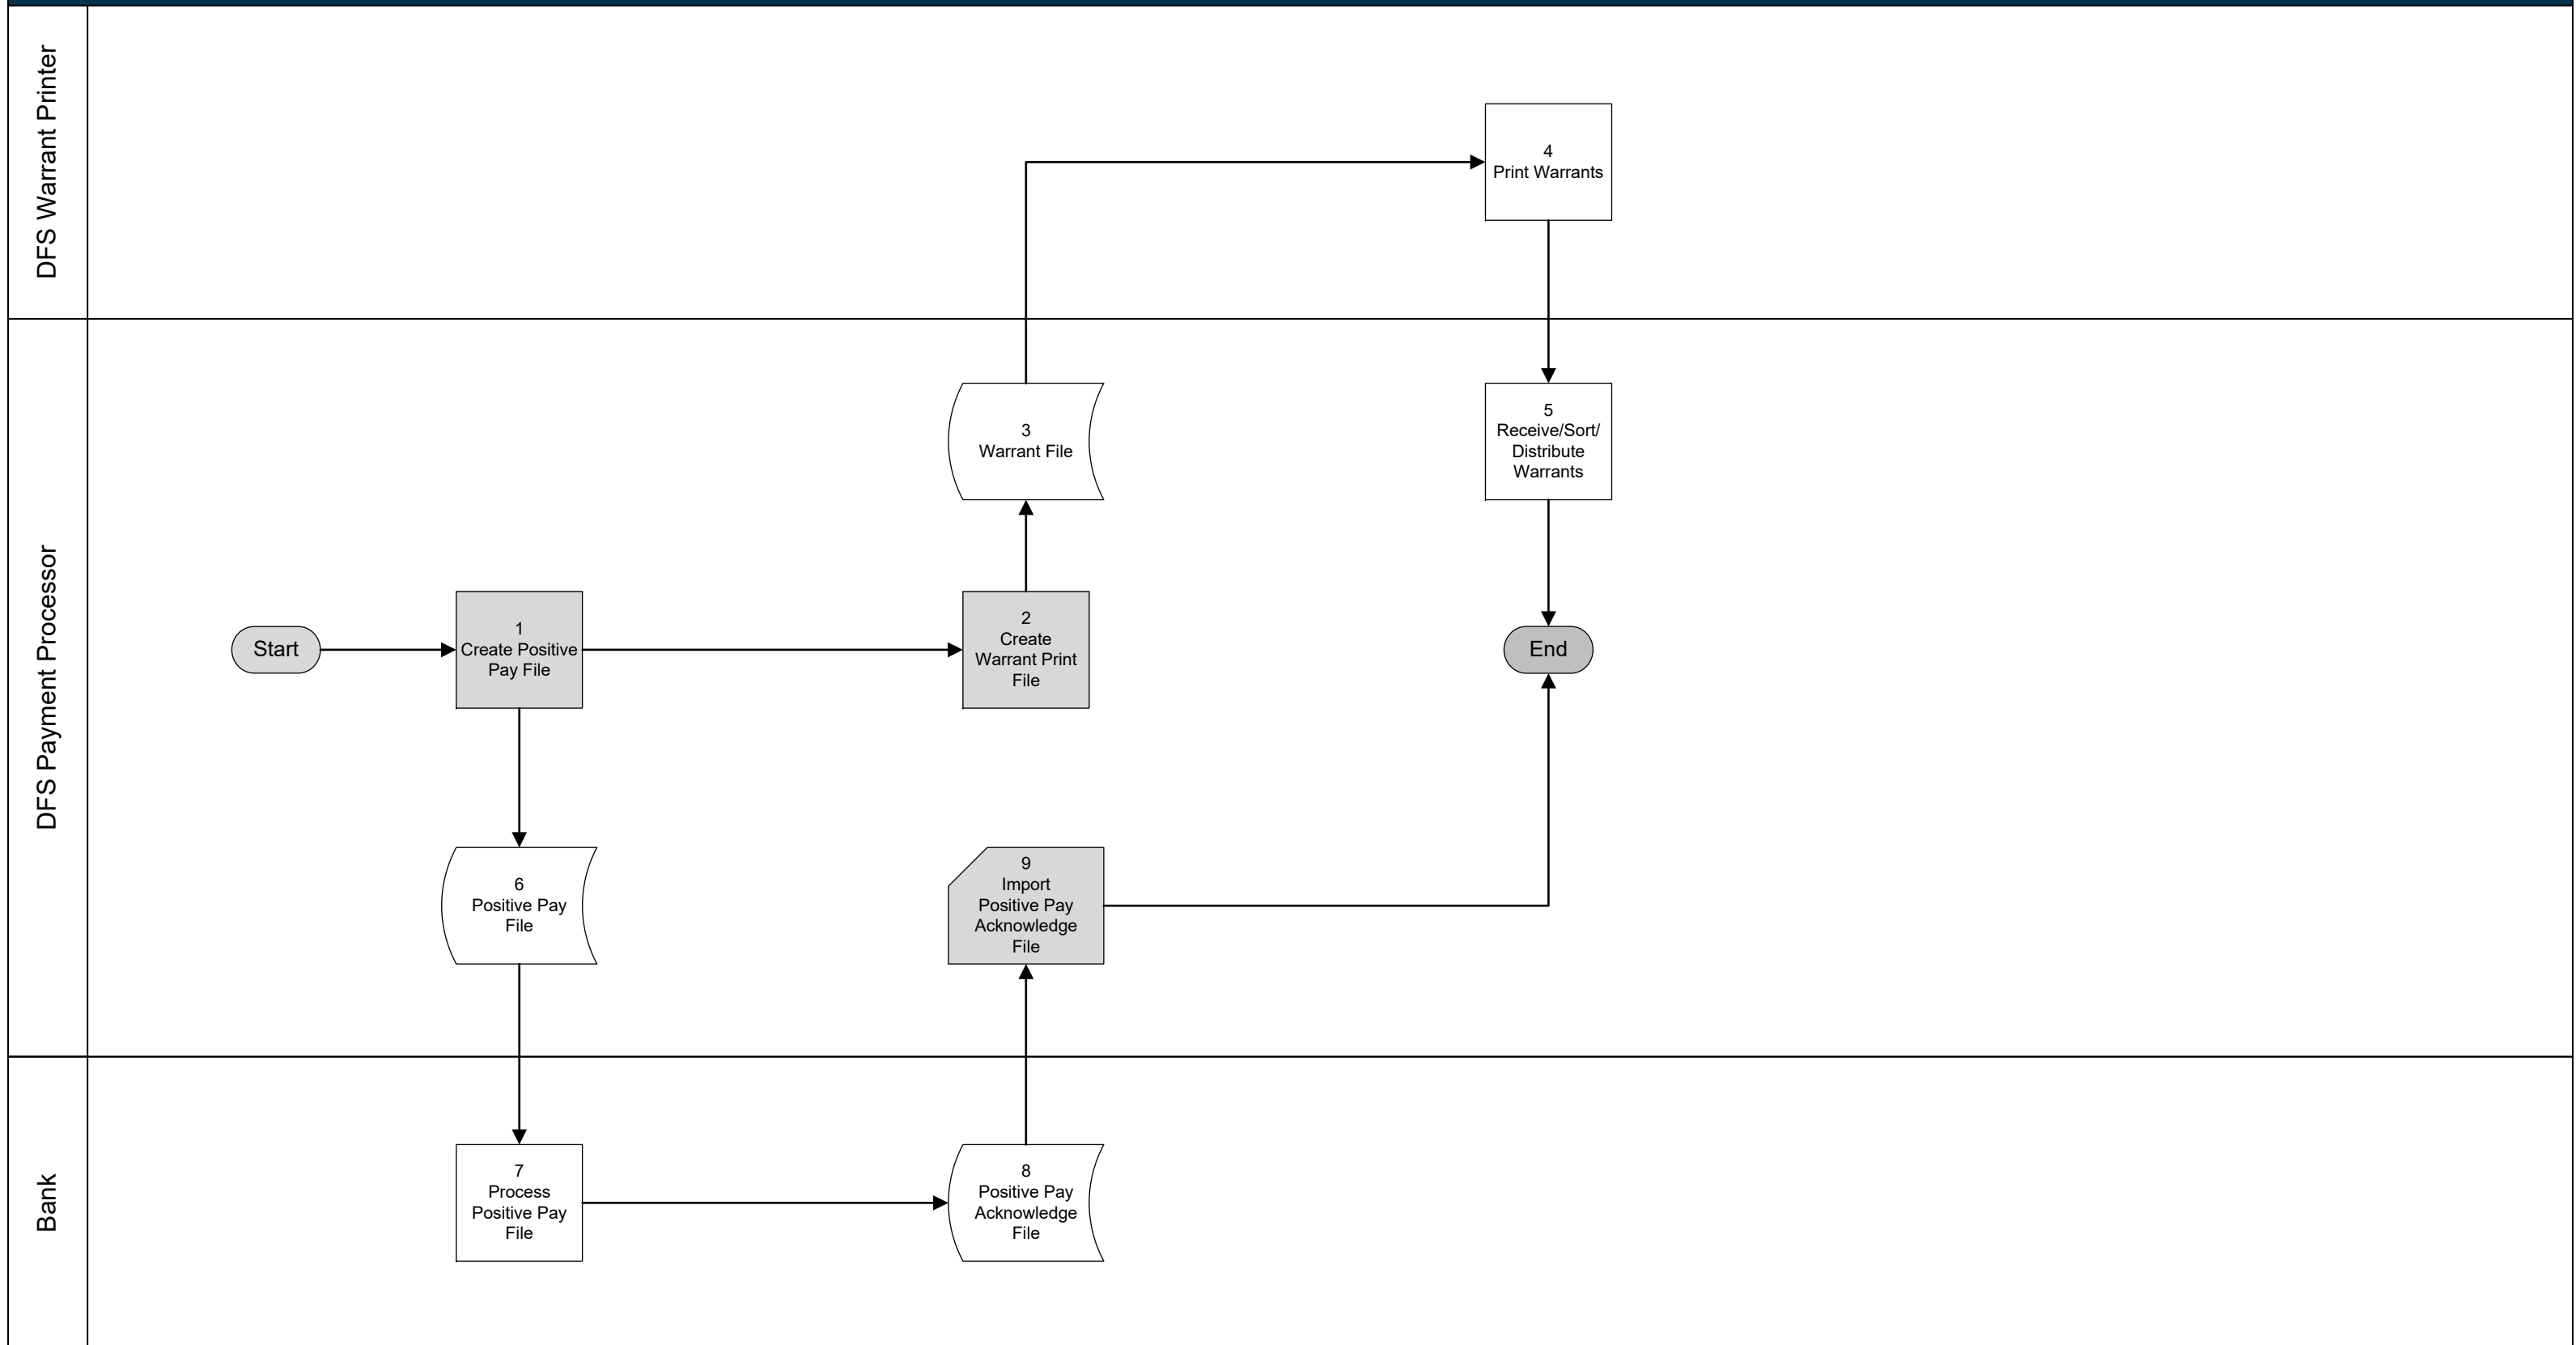 DFS Warrant Printer
4
Print Warrants
DFS Payment Processor
3
Warrant File
5
Receive/Sort/
Distribute
Warrants
Start
1
Create Positive
Pay File
2
Create
Warrant Print
File
End
6
Positive Pay
File
9
Import
Positive Pay
Acknowledge
File
Bank
7
Process
Positive Pay
File
8
Positive Pay
Acknowledge
File